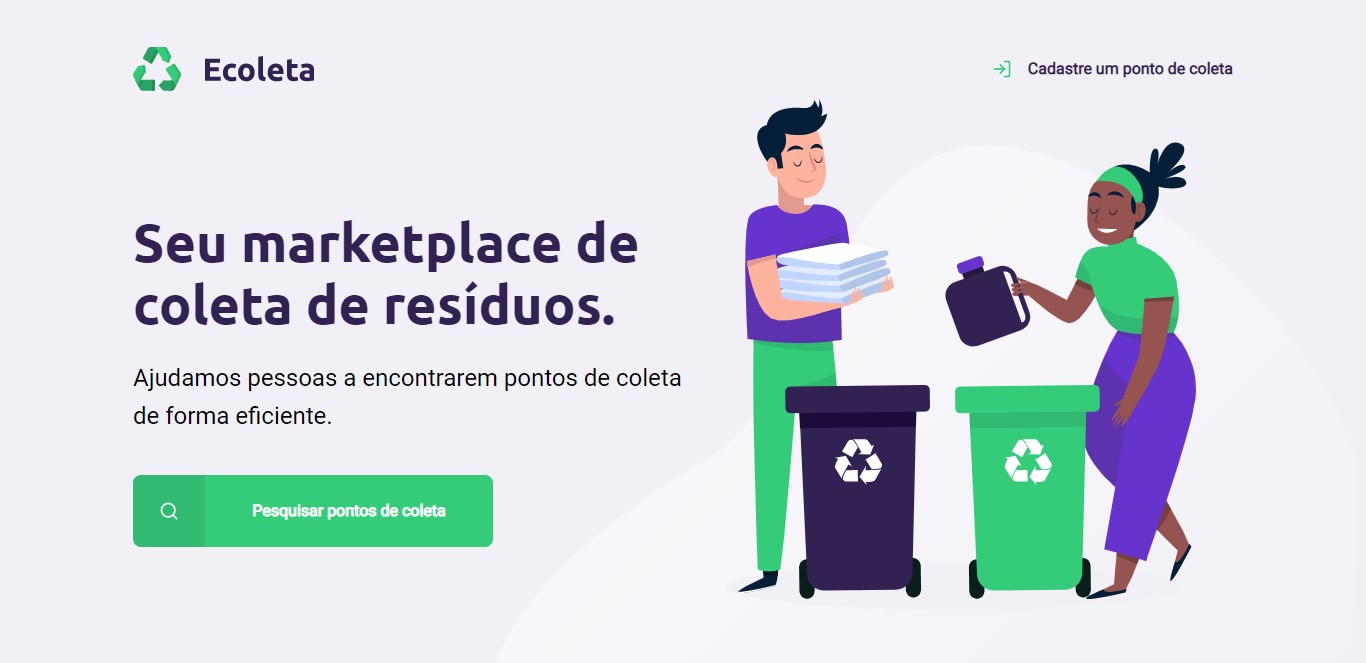 Ecoleta
Cadastre um ponto de coleta
Seu marketplace de
coleta de resíduos.
Ajudamos pessoas a encontrarem pontos de coleta
de forma eficiente.
Pesquisar pontos de coleta